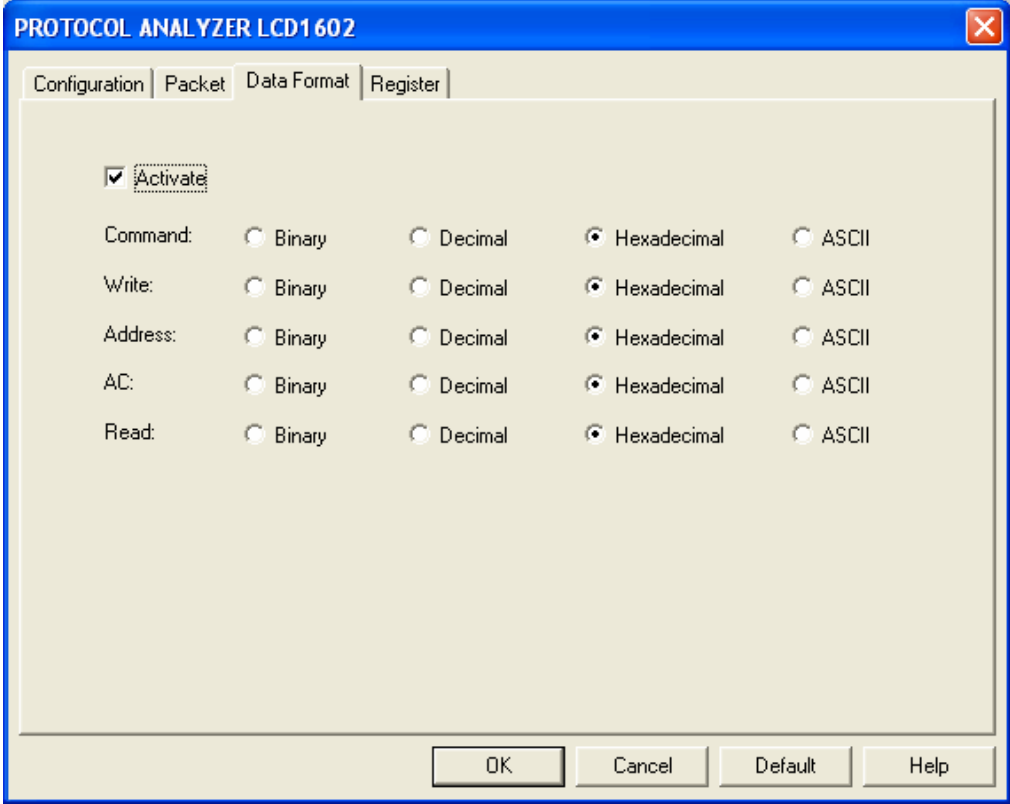 PROTOCOL ANALYZER LCD1602
Configuration Packet Data Format Register
Activate
Command: Binary Decimal Hexadecimal ASCII
Write: Binary Decimal Hexadecimal ASCII
Address: Binary Decimal Hexadecimal ASCII
AC: Binary Decimal Hexadecimal ASCII
Read: Binary Decimal Hexadecimal ASCII
OK Cancel Default Help